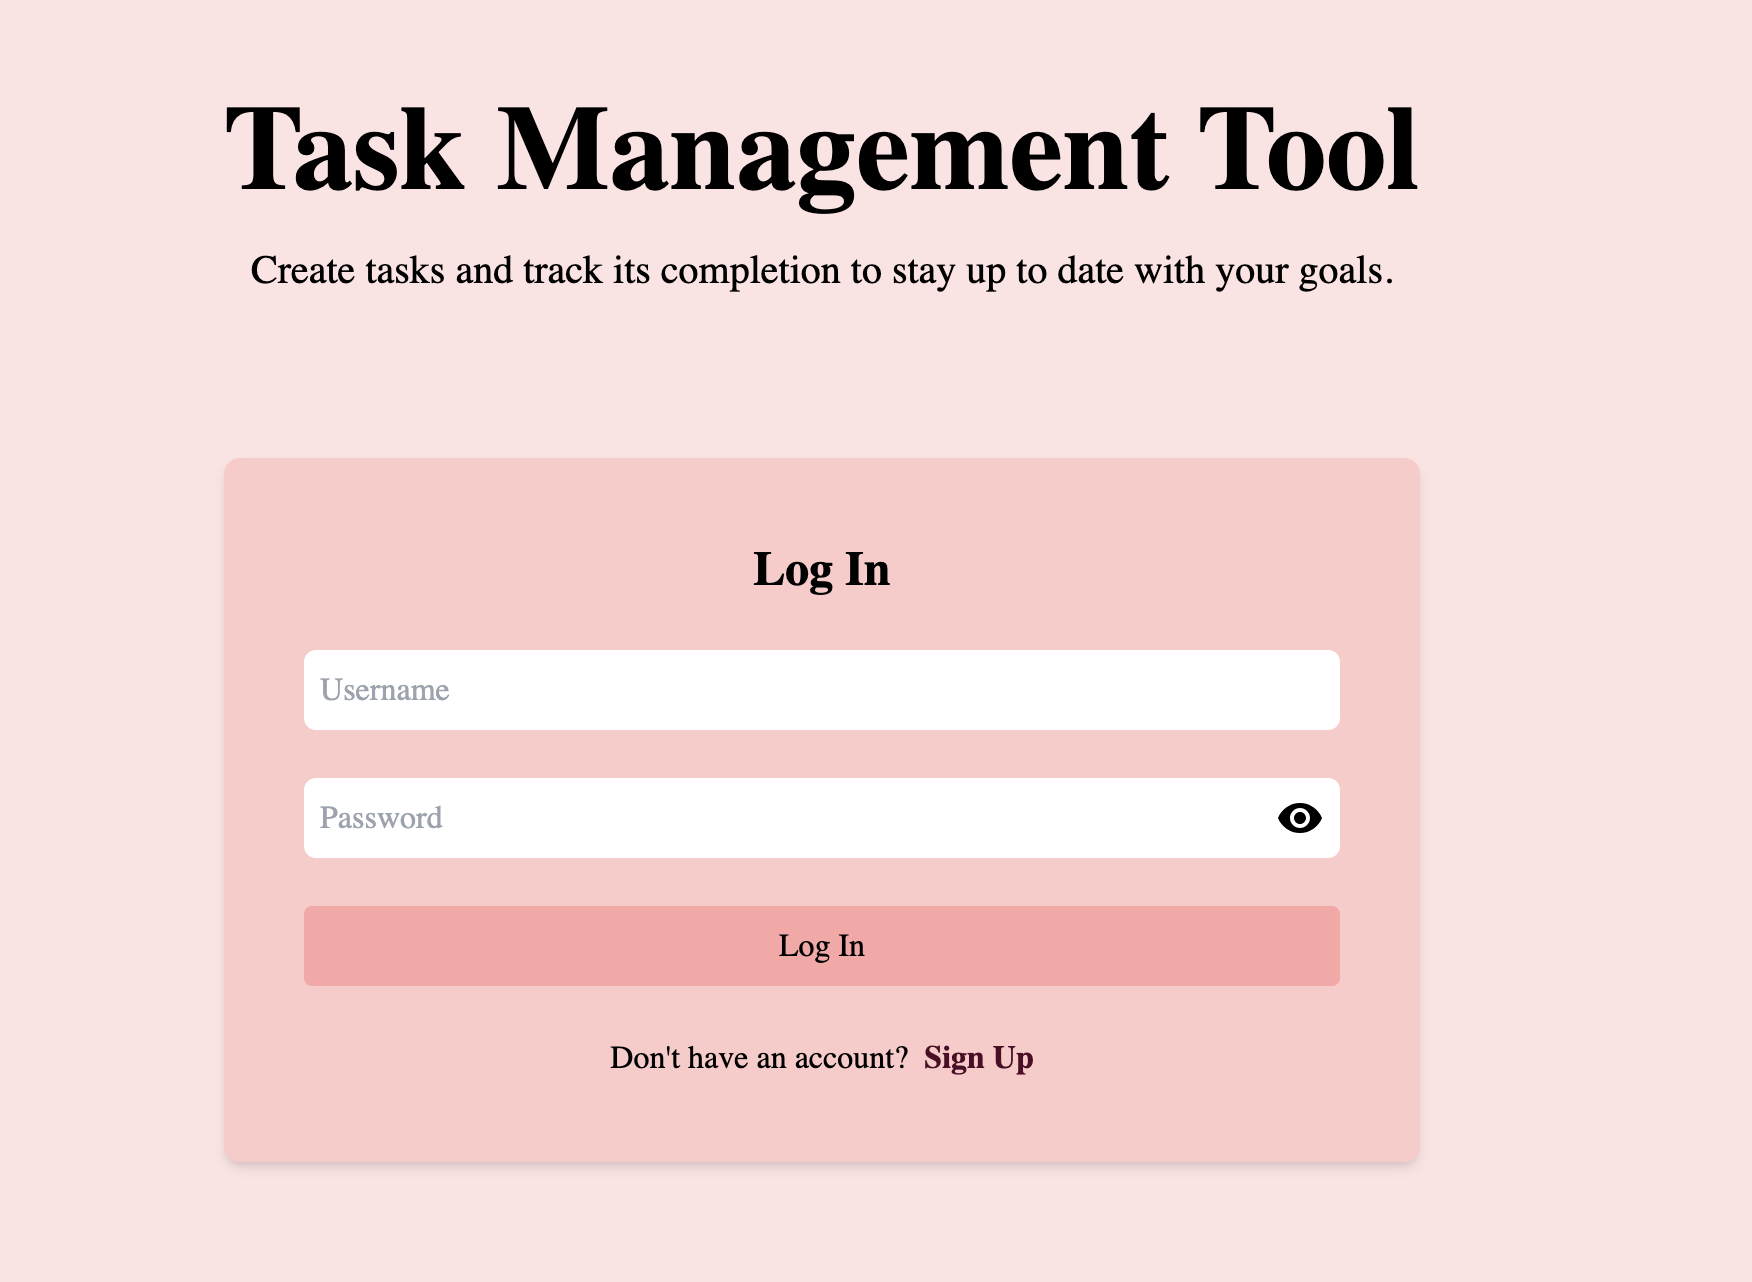 Task Management Tool
Create tasks and track its completion to stay up to date with your goals.
Log In
Username
Password
Log In
Don't have an account? Sign Up